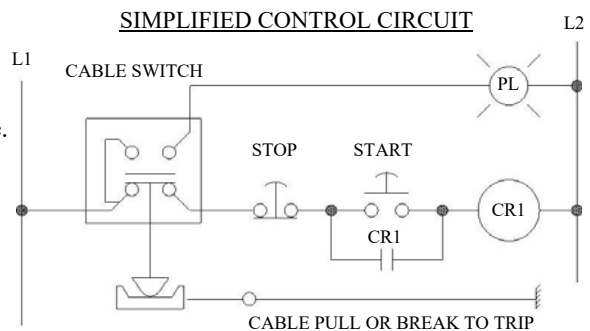 SIMPLIFIED CONTROL CIRCUIT
L2
L1
CABLE SWITCH
PL
STOP
START
CR1
CR1
CABLE PULL OR BREAK TO TRIP